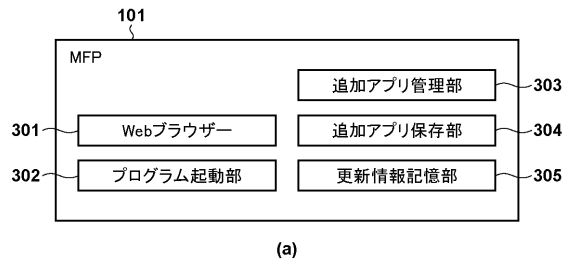 101
MFP
追加アプリ管理部 303
301 Webブラウザー 追加アプリ保存部 304
302 プログラム起動部 更新情報記憶部 305
(a)